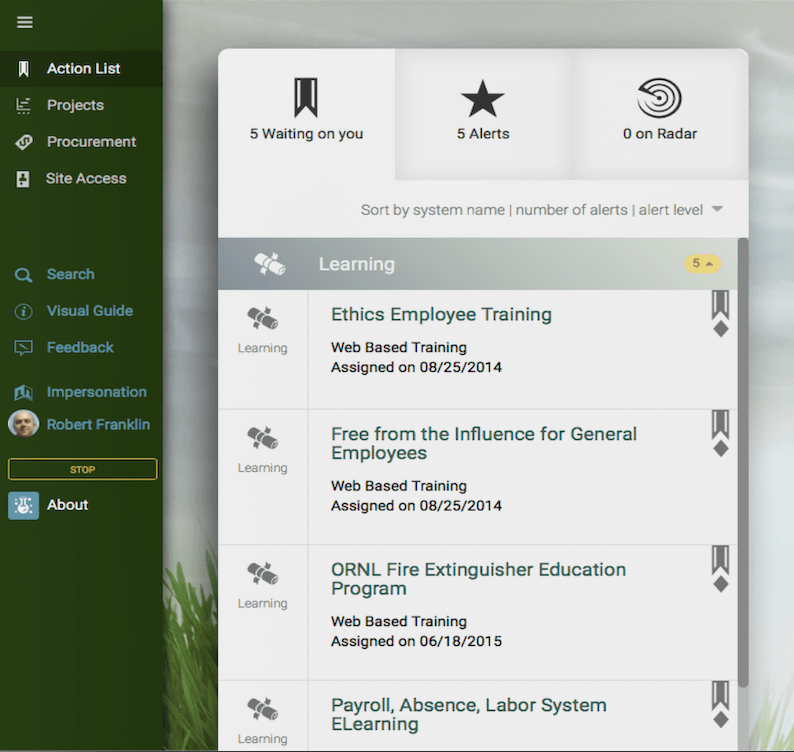 Action List
Projects
Procurement
Site Access
Search
Visual Guide
Feedback
Impersonation
Robert Franklin
STOP
About
5 Waiting on you
5 Alerts
0 on Radar
Sort by system name | number of alerts | alert level
Learning
5
Learning
Ethics Employee Training
Web Based Training
Assigned on 08/25/2014
Learning
Free from the Influence for General
Employees
Web Based Training
Assigned on 08/25/2014
Learning
ORNL Fire Extinguisher Education
Program
Web Based Training
Assigned on 06/18/2015
Learning
Payroll, Absence, Labor System
ELearning